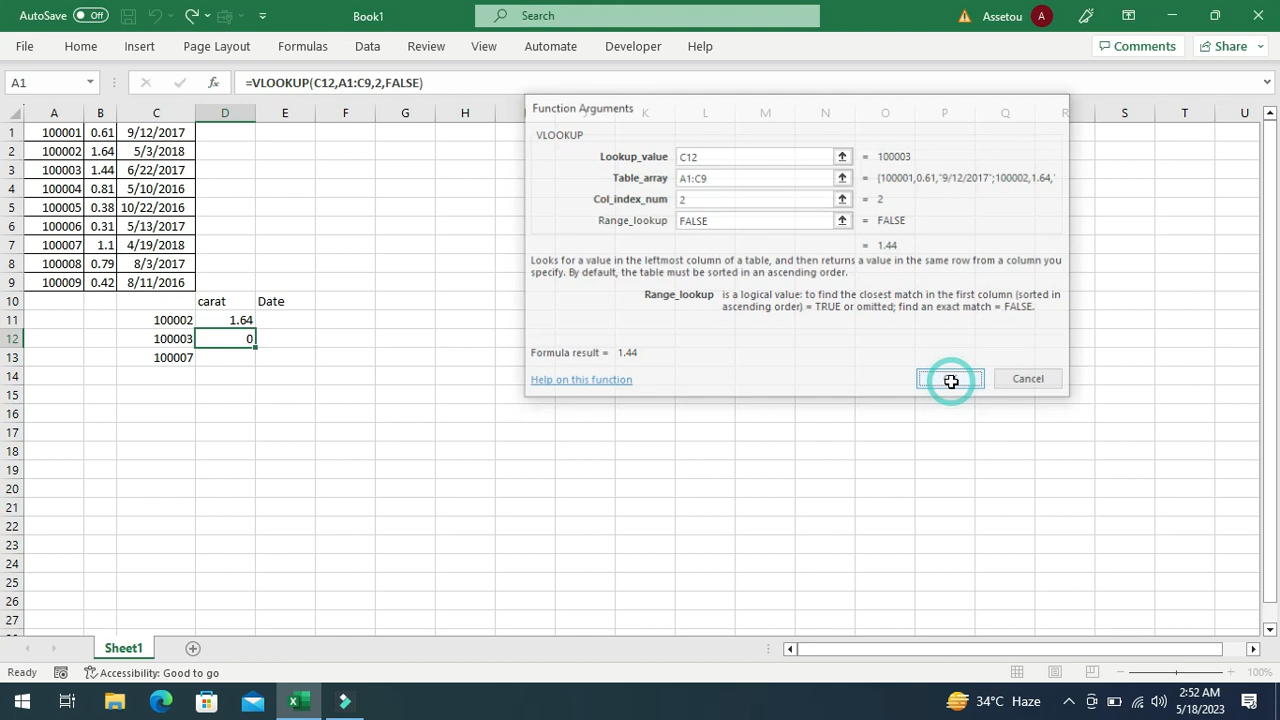 AutoSave Off Book1 Search Assetou A
File Home Insert Page Layout Formulas Data Review View Automate Developer Help Comments Share
A1 fx =VLOOKUP(C12,A1:C9,2,FALSE)
A B C D E F G H K L M N O P Q R S T U
Function Arguments
1 100001 0.61 9/12/2017
VLOOKUP
2 100002 1.64 5/3/2018
Lookup_value C12 = 100003
3 100003 1.44 6/22/2017
Table_array A1:C9 = {100001,0.61,"9/12/2017";100002,1.64,"
4 100004 0.81 5/10/2016
Col_index_num 2 = 2
5 100005 0.38 10/22/2016
Range_lookup FALSE = FALSE
6 100006 0.31 5/13/2017
= 1.44
7 100007 1.1 4/19/2018
Looks for a value in the leftmost column of a table, and then returns a value in the same row from a column you
specify. By default, the table must be sorted in an ascending order.
8 100008 0.79 8/3/2017
9 100009 0.42 8/11/2016
Range_lookup is a logical value: to find the closest match in the first column (sorted in
ascending order) = TRUE or omitted; find an exact match = FALSE.
10 carat Date
11 100002 1.64
12 100003 0
Formula result = 1.44
13 100007
Help on this function Cancel
14
15
16
17
18
19
20
21
22
23
24
25
26
27
Sheet1
Ready Accessibility: Good to go 100%
34°C Haze 2:52 AM
5/18/2023